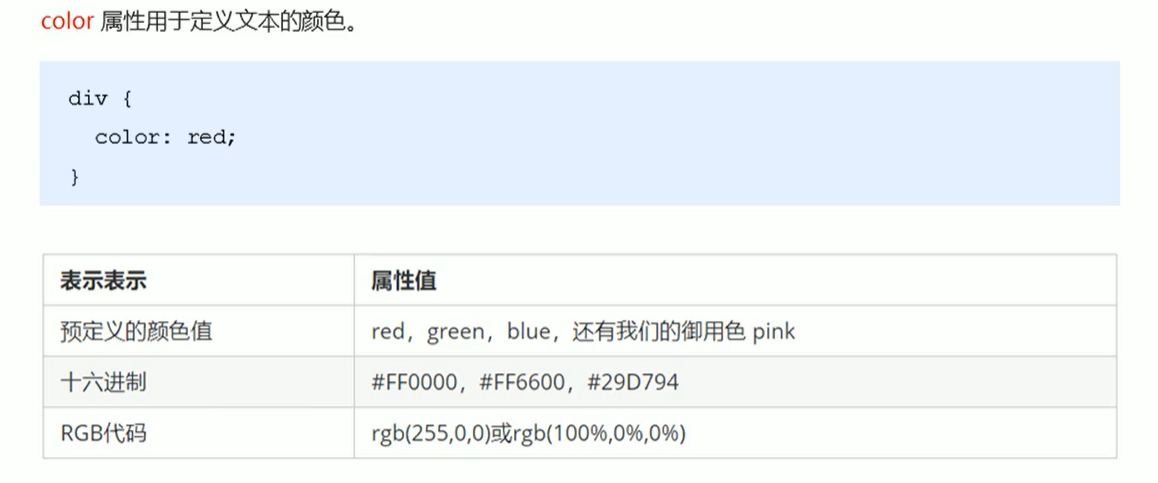 color 属性用于定义文本的颜色。
div {
  color: red;
}
表示表示 属性值
预定义的颜色值 red，green，blue，还有我们的御用色 pink
十六进制 #FF0000，#FF6600，#29D794
RGB代码 rgb(255,0,0)或rgb(100%,0%,0%)